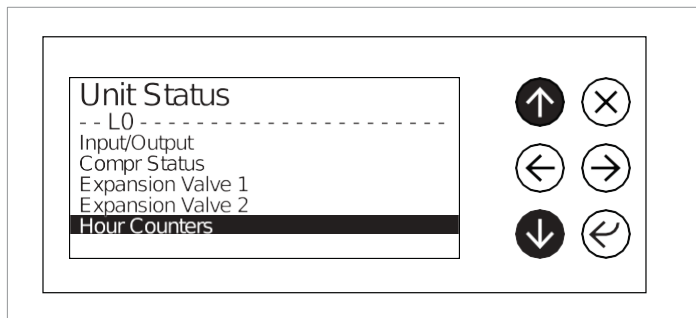 Unit Status
- - L0 - - - - - - - - - - - - - - - - - - - - - -
Input/Output
Compr Status
Expansion Valve 1
Expansion Valve 2
Hour Counters